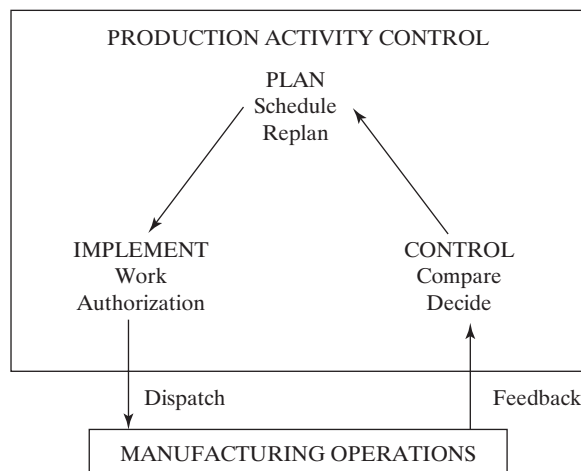 PRODUCTION ACTIVITY CONTROL
PLAN
Schedule
Replan
IMPLEMENT
Work
Authorization
CONTROL
Compare
Decide
Dispatch
Feedback
MANUFACTURING OPERATIONS